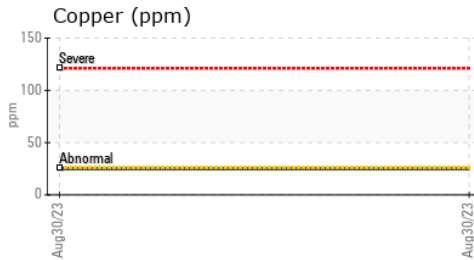 Copper (ppm)
150
Severe
100
ppm
50
Abnormal
0
Aug30/23
Aug30/23